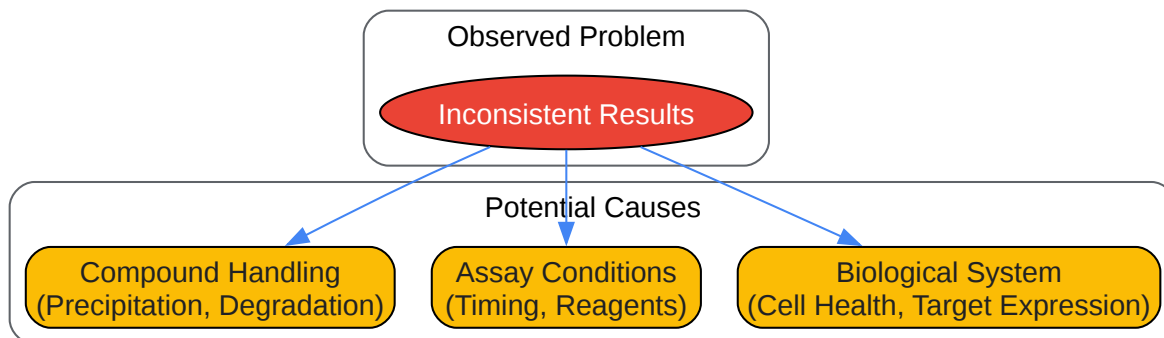 Observed Problem
Inconsistent Results
Potential Causes
Compound Handling
(Precipitation, Degradation)
Assay Conditions
(Timing, Reagents)
Biological System
(Cell Health, Target Expression)